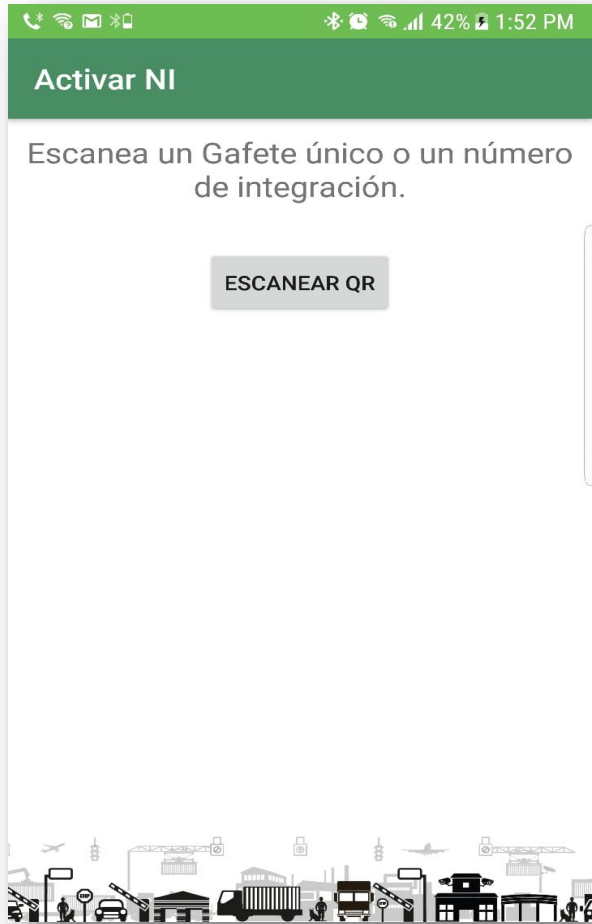 42% 1:52 PM
Activar NI
Escanea un Gafete único o un número
de integración.
ESCANEAR QR